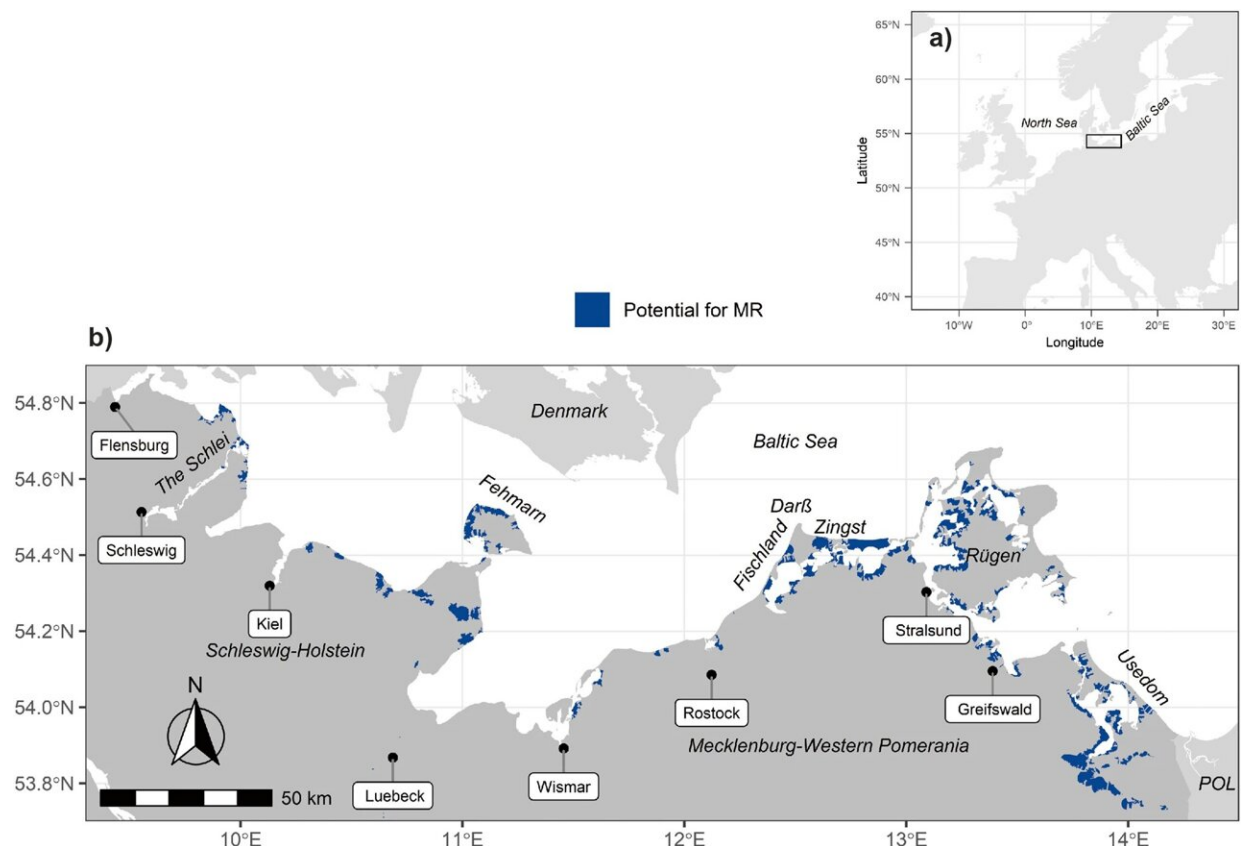 a)
65°N
60°N
55°N
50°N
45°N
40°N
Latitude
North Sea
Baltic Sea
10°W
0°
10°E
20°E
30°E
Longitude
Potential for MR
b)
54.8°N
54.6°N
54.4°N
54.2°N
54.0°N
53.8°N
Denmark
Baltic Sea
Flensburg
The Schlei
Fehmarn
Schleswig
Darß
Zingst
Fischland
Rügen
Kiel
Stralsund
Schleswig-Holstein
Usedom
N
Rostock
Greifswald
Mecklenburg-Western Pomerania
Wismar
Luebeck
POL
50 km
10°E
11°E
12°E
13°E
14°E